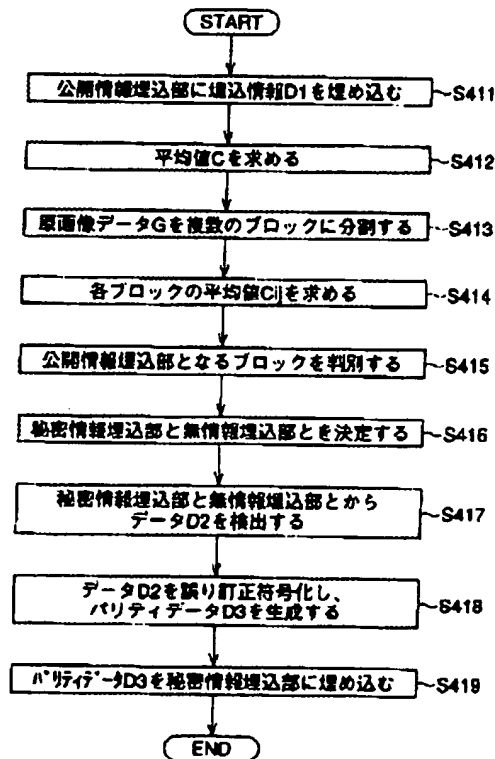 START
公開情報埋込部に埋込情報D1を埋め込む
S411
平均値Cを求める
S412
原画像データGを複数のブロックに分割する
S413
各ブロックの平均値Cijを求める
S414
公開情報埋込部となるブロックを判別する
S415
秘密情報埋込部と無情報埋込部とを決定する
S416
秘密情報埋込部と無情報埋込部とから
データD2を検出する
S417
データD2を誤り訂正符号化し、
パリティデータD3を生成する
S418
パリティデータD3を秘密情報埋込部に埋め込む
S419
END